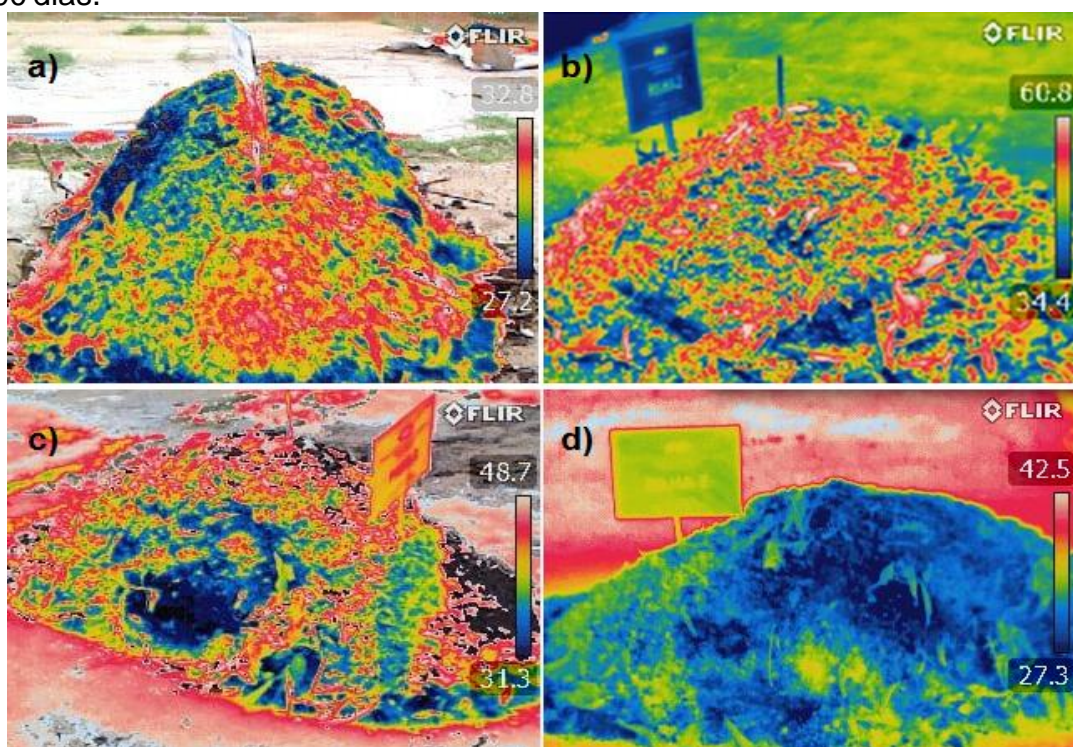 dias.
a)
FLIR
32.8
27.2
b)
FLIR
60.8
34.4
c)
FLIR
48.7
31.3
d)
FLIR
42.5
27.3